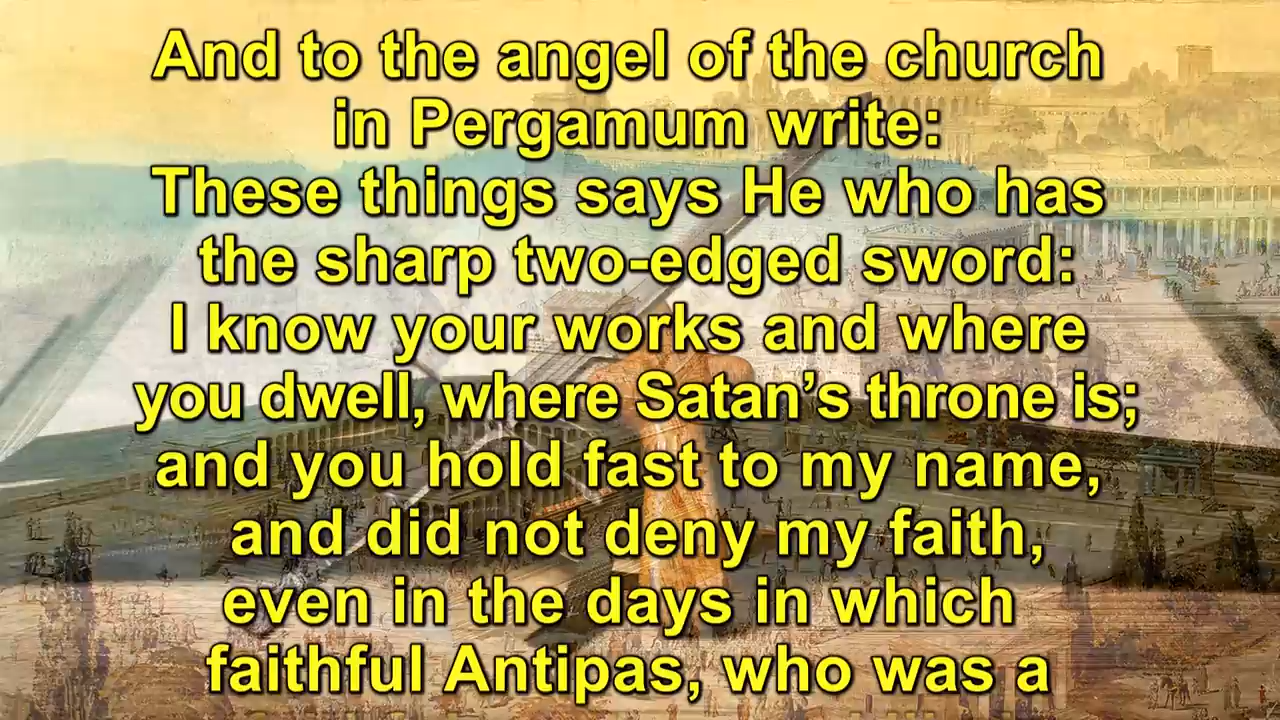 And to the angel of the church
in Pergamum write:
These things says He who has
the sharp two-edged sword:
I know your works and where
you dwell, where Satan’s throne is;
and you hold fast to my name,
and did not deny my faith,
even in the days in which
faithful Antipas, who was a